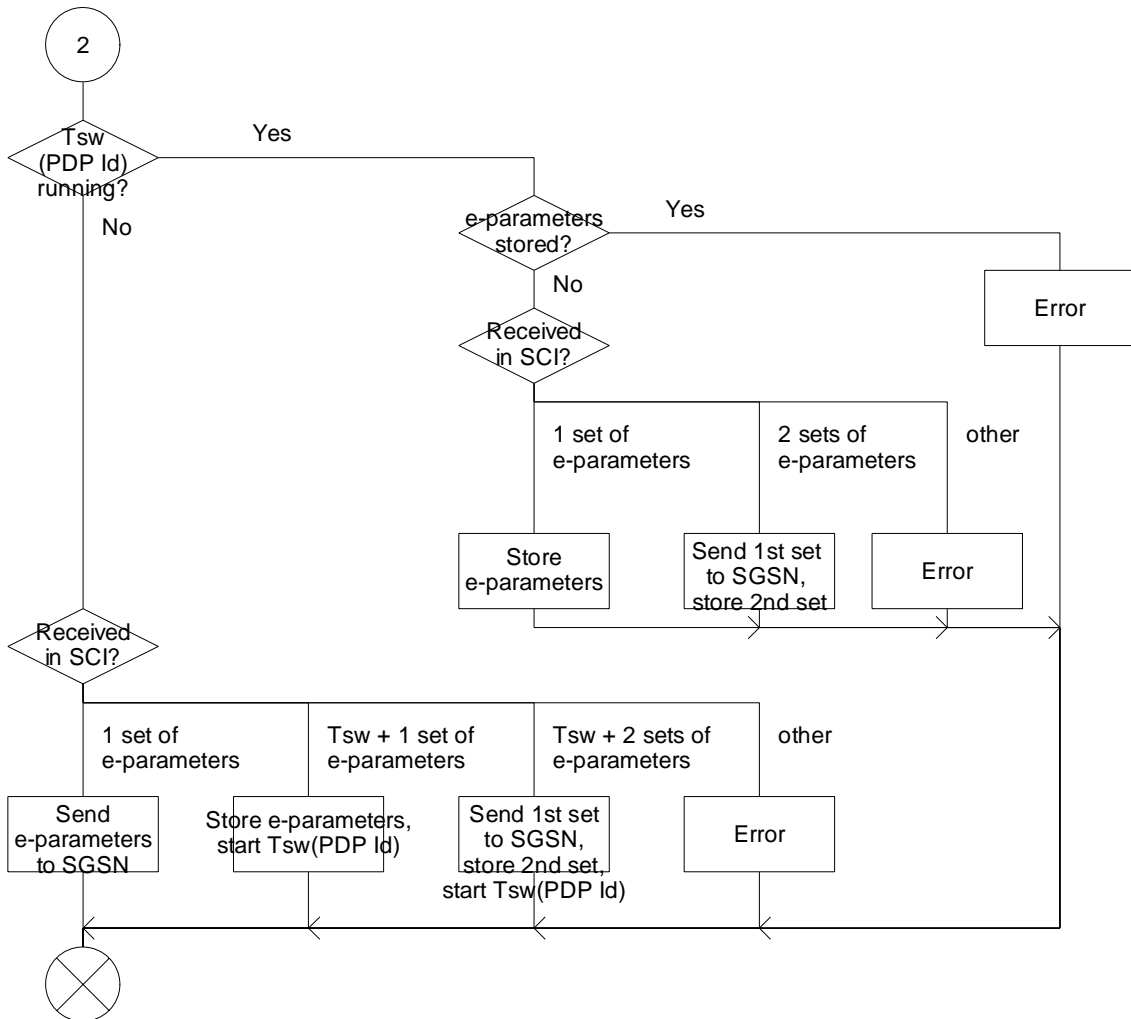 2
Tsw
(PDP Id)
running?
Yes
No
e-parameters
stored?
Yes
No
Error
Received
in SCI?
1 set of
e-parameters
2 sets of
e-parameters
other
Store
e-parameters
Send 1st set
to SGSN,
store 2nd set
Error
Received
in SCI?
1 set of
e-parameters
Tsw + 1 set of
e-parameters
Tsw + 2 sets of
e-parameters
other
Send
e-parameters
to SGSN
Store e-parameters,
start Tsw(PDP Id)
Send 1st set
to SGSN,
store 2nd set,
start Tsw(PDP Id)
Error